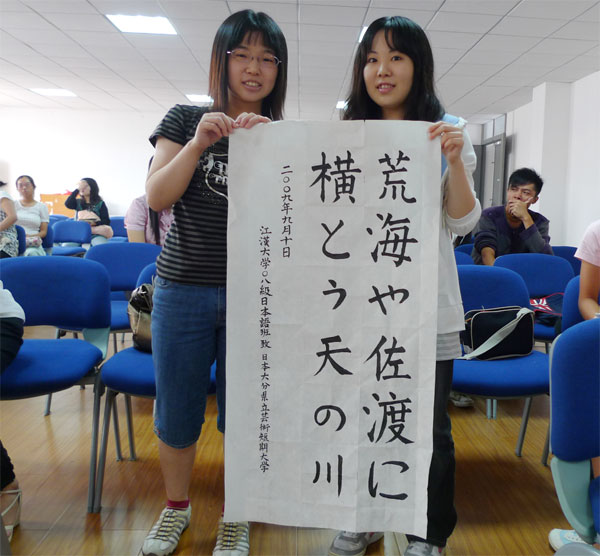 荒海や佐渡に
横とう天の川
二〇〇九年九月十日
江漢大学〇八級日本語班 致 日本大分県立芸術短期大学